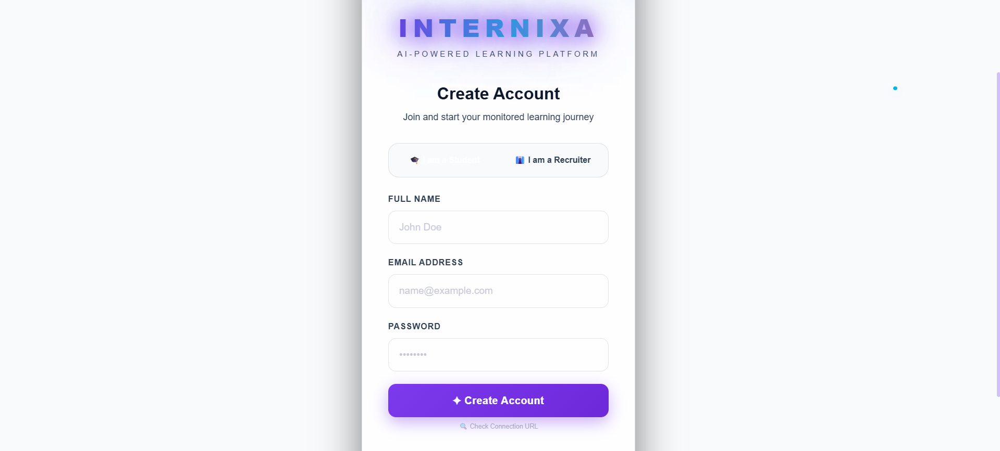 INTERNIXA
AI-POWERED LEARNING PLATFORM
Create Account
Join and start your monitored learning journey
I am a Student
I am a Recruiter
FULL NAME
John Doe
EMAIL ADDRESS
name@example.com
PASSWORD
••••••••
✦ Create Account
Check Connection URL